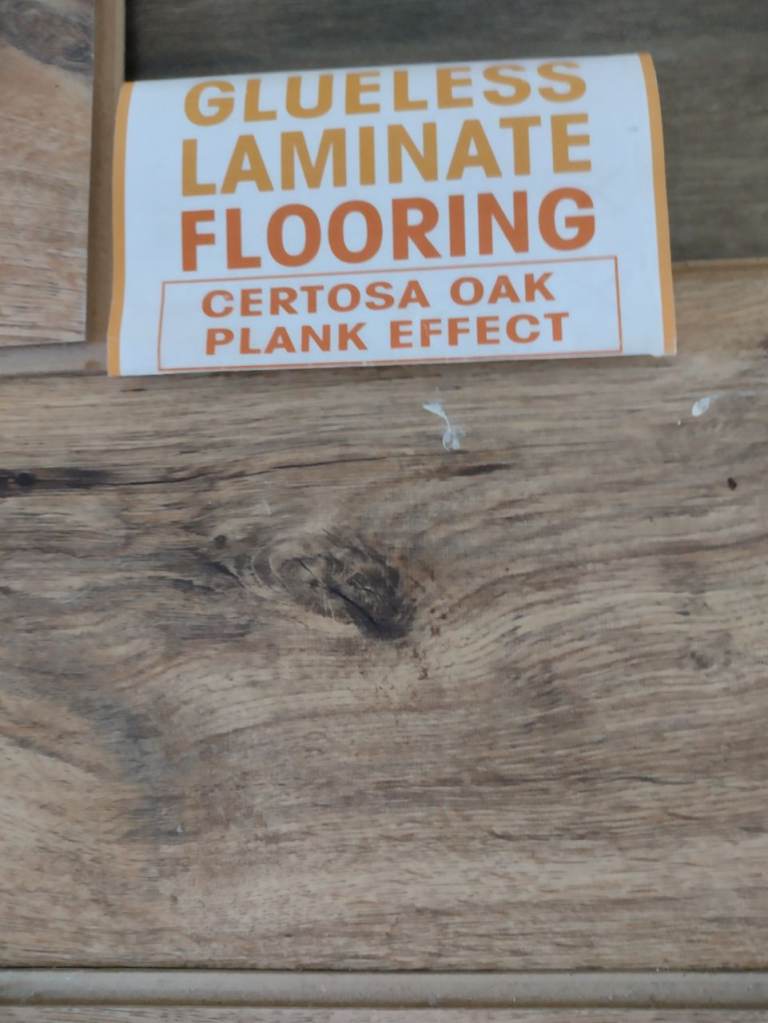 GLUELESS
LAMINATE
FLOORING
CERTOSA OAK
PLANK EFFECT